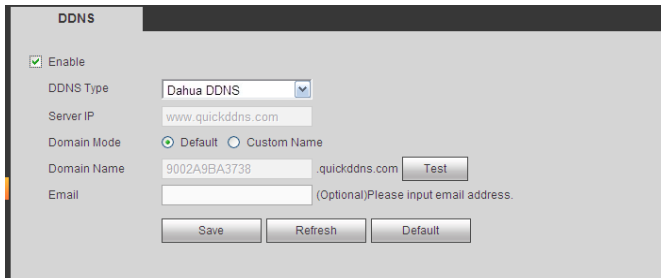 DDNS
Enable
DDNS Type Dahua DDNS
Server IP www.quickddns.com
Domain Mode Default Custom Name
Domain Name 9002A9BA3738 .quickddns.com Test
Email (Optional)Please input email address.
Save Refresh Default